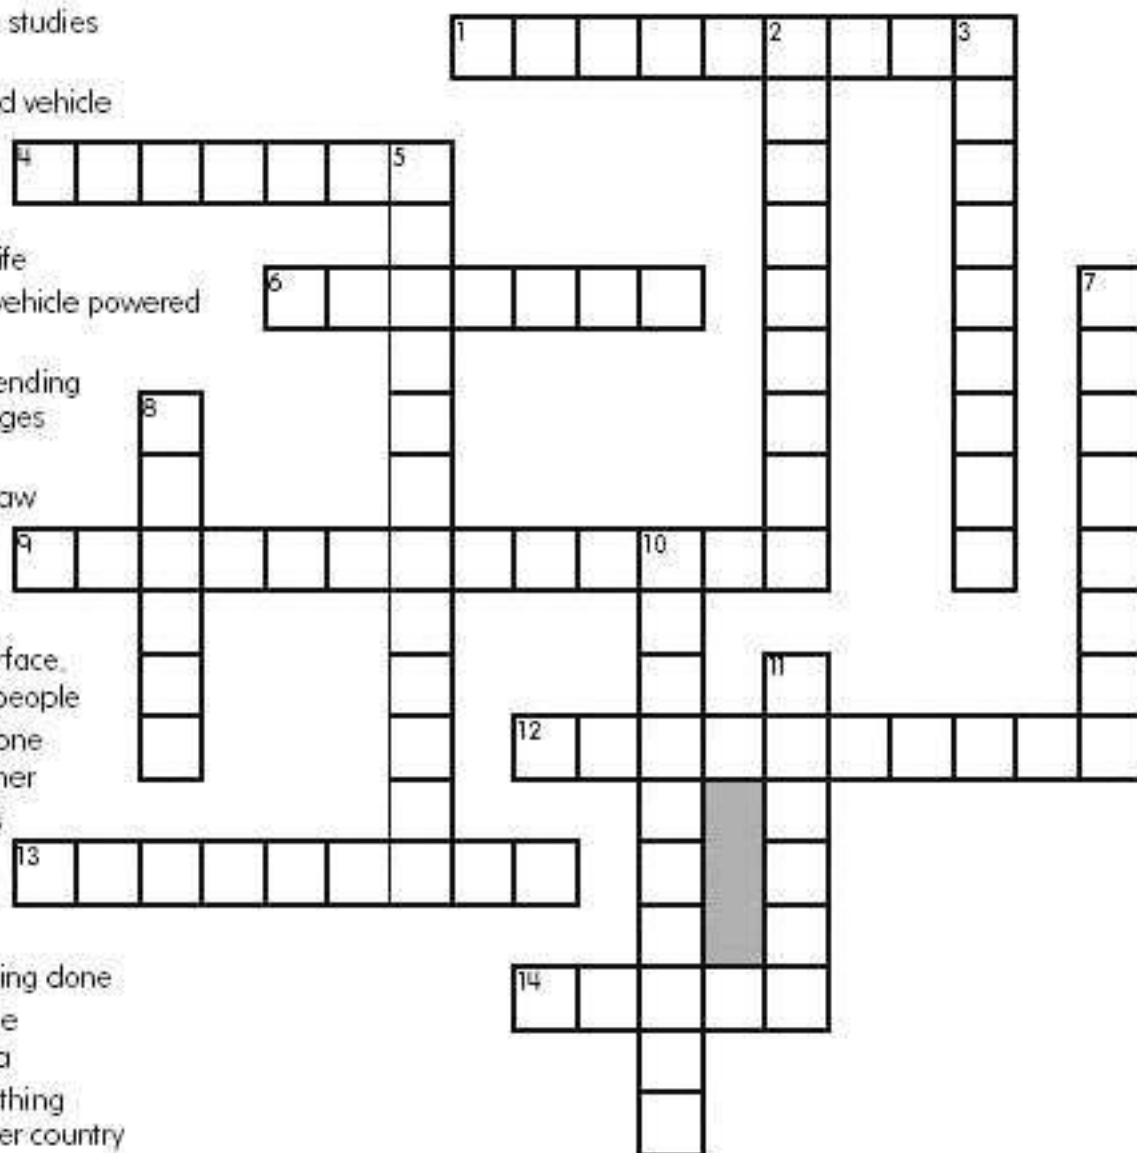 studies
1 2 3
d vehicle
4 5
ife
vehicle powered
6 7
ending
8
ges
aw
9 10
rface,
11
people
one
12
ner
s
13
ing done
14
e
a
thing
er country